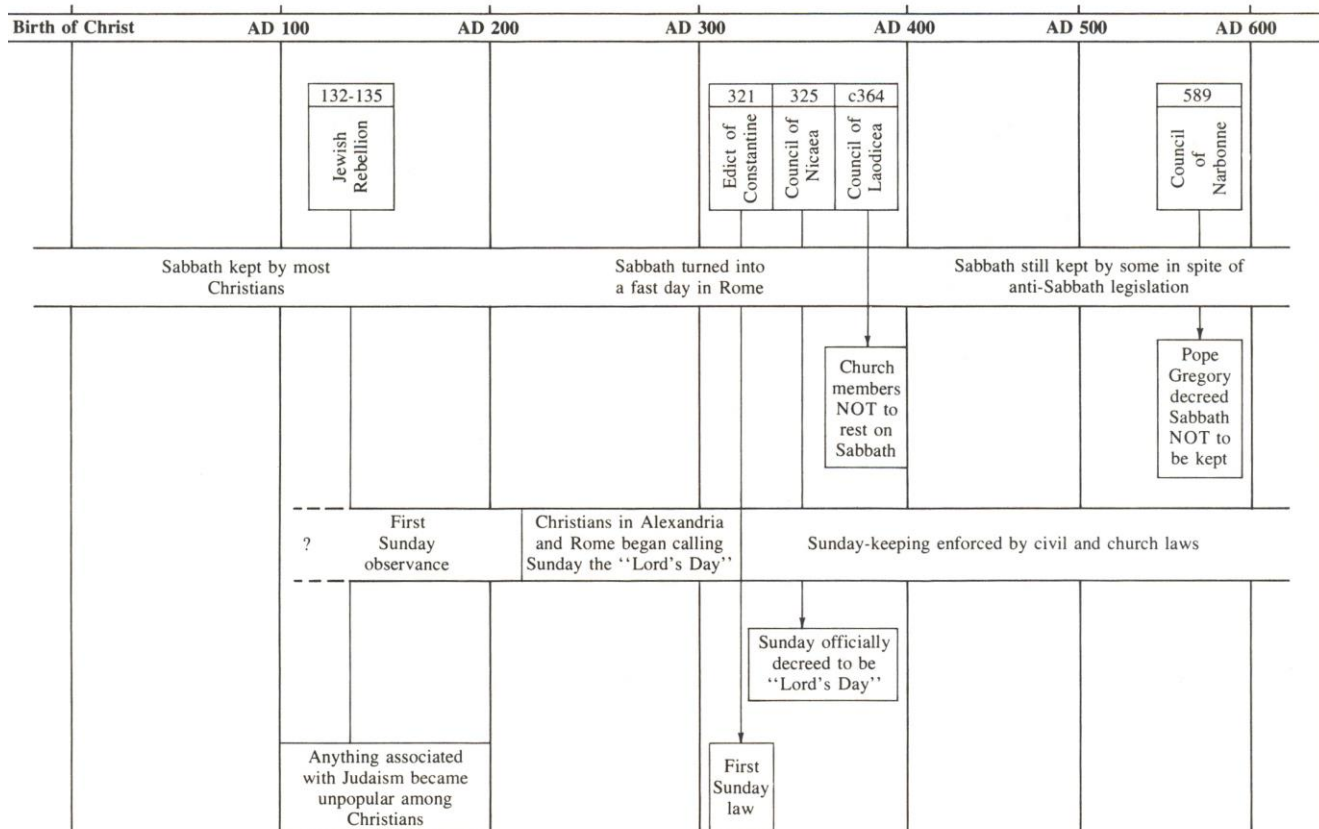 Birth of Christ AD 100 AD 200 AD 300 AD 400 AD 500 AD 600
132-135
Jewish
Rebellion
321
Edict of
Constantine
325
Council of
Nicaea
c364
Council of
Laodicea
589
Council
of
Narbonne
Sabbath kept by most
Christians
Sabbath turned into
a fast day in Rome
Sabbath still kept by some in spite of
anti-Sabbath legislation
Church
members
NOT to
rest on
Sabbath
Pope
Gregory
decreed
Sabbath
NOT to
be kept
?
First
Sunday
observance
Christians in Alexandria
and Rome began calling
Sunday the "Lord's Day"
Sunday-keeping enforced by civil and church laws
Sunday officially
decreed to be
"Lord's Day"
Anything associated
with Judaism became
unpopular among
Christians
First
Sunday
law